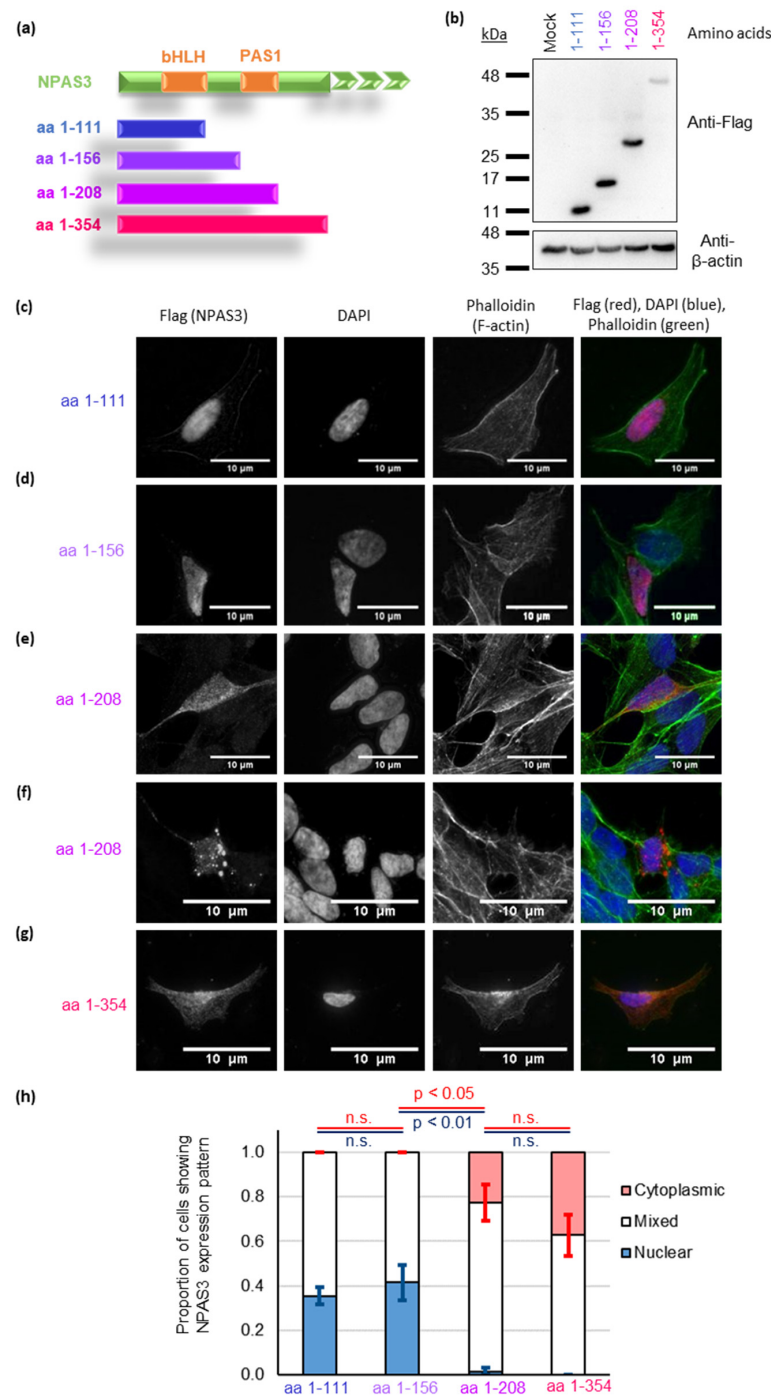 (a)
bHLH PAS1
NPAS3
aa 1-111
aa 1-156
aa 1-208
aa 1-354
(b)
kDa Mock 1-111 1-156 1-208 1-354 Amino acids
48
35
25
17
11
Anti-Flag
48
35
Anti-
β-actin
(c)
Flag (NPAS3) DAPI Phalloidin
(F-actin) Flag (red), DAPI (blue),
Phalloidin (green)
aa 1-111
10 µm 10 µm 10 µm 10 µm
(d)
aa 1-156
10 µm 10 µm 10 µm 10 µm
(e)
aa 1-208
10 µm 10 µm 10 µm 10 µm
(f)
aa 1-208
10 µm 10 µm 10 µm 10 µm
(g)
aa 1-354
10 µm 10 µm 10 µm 10 µm
(h)
p < 0.05
n.s. p < 0.01 n.s.
n.s. n.s.
Proportion of cells showing
NPAS3 expression pattern
1.0
0.8
0.6
0.4
0.2
0.0
Cytoplasmic
Mixed
Nuclear
aa 1-111 aa 1-156 aa 1-208 aa 1-354